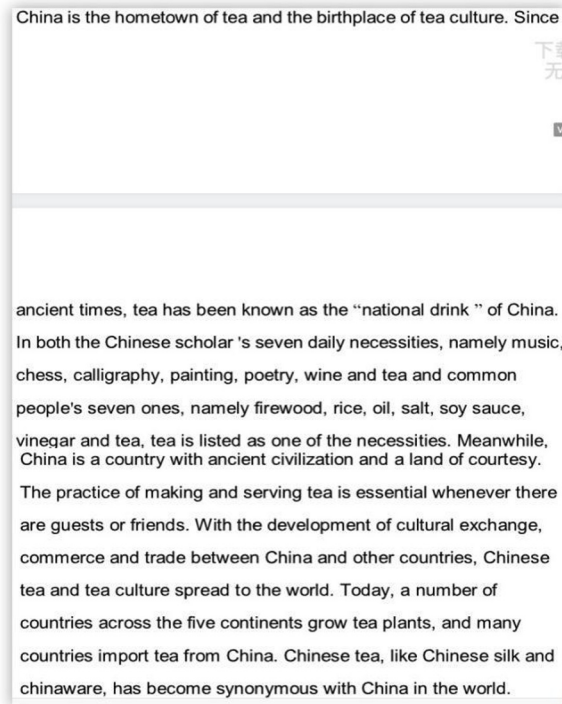 China is the hometown of tea and the birthplace of tea culture. Since
下
无
ancient times, tea has been known as the “national drink ” of China.
In both the Chinese scholar 's seven daily necessities, namely music,
chess, calligraphy, painting, poetry, wine and tea and common
people's seven ones, namely firewood, rice, oil, salt, soy sauce,
vinegar and tea, tea is listed as one of the necessities. Meanwhile,
China is a country with ancient civilization and a land of courtesy.
The practice of making and serving tea is essential whenever there
are guests or friends. With the development of cultural exchange,
commerce and trade between China and other countries, Chinese
tea and tea culture spread to the world. Today, a number of
countries across the five continents grow tea plants, and many
countries import tea from China. Chinese tea, like Chinese silk and
chinaware, has become synonymous with China in the world.